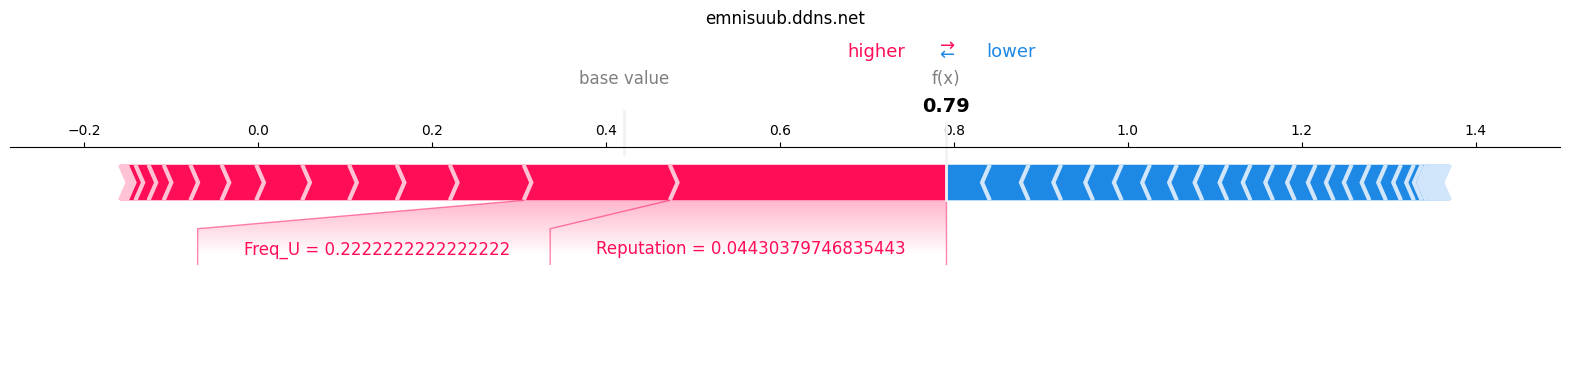 emnisuub.ddns.net
higher ⇄ lower
base value f(x)
0.79
−0.2 0.0 0.2 0.4 0.6 0.8 1.0 1.2 1.4
Freq_U = 0.2222222222222222 Reputation = 0.04430379746835443